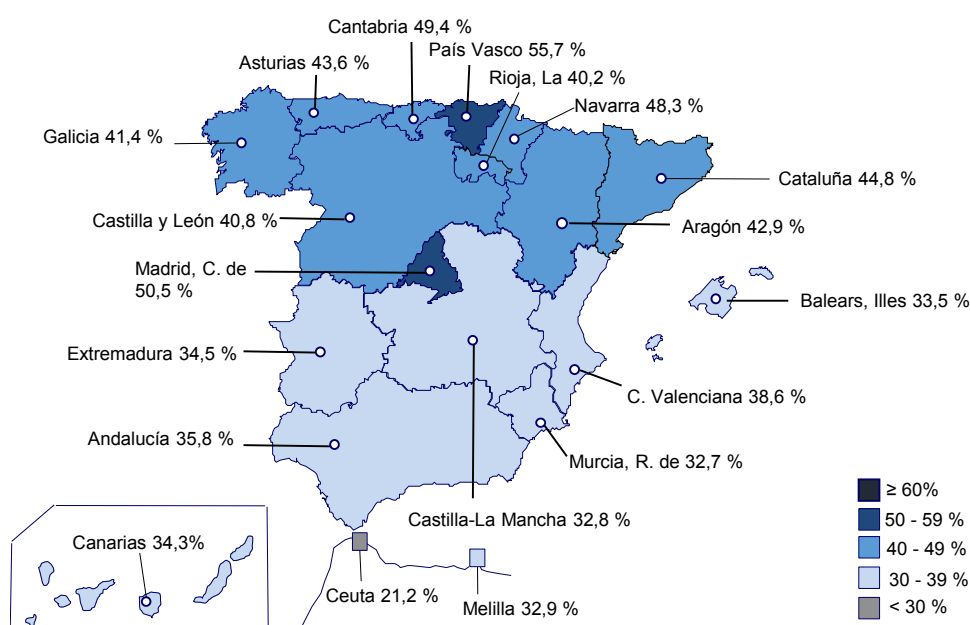 Cantabria 49,4 %
País Vasco 55,7 %
Asturias 43,6 %
Rioja, La 40,2 %
Navarra 48,3 %
Galicia 41,4 %
Cataluña 44,8 %
Castilla y León 40,8 %
Aragón 42,9 %
Madrid, C. de
50,5 %
Balears, Illes 33,5 %
Extremadura 34,5 %
C. Valenciana 38,6 %
Andalucía 35,8 %
Murcia, R. de 32,7 %
Castilla-La Mancha 32,8 %
Canarias 34,3%
Ceuta 21,2 %
Melilla 32,9 %
≥ 60%
50 - 59 %
40 - 49 %
30 - 39 %
< 30 %